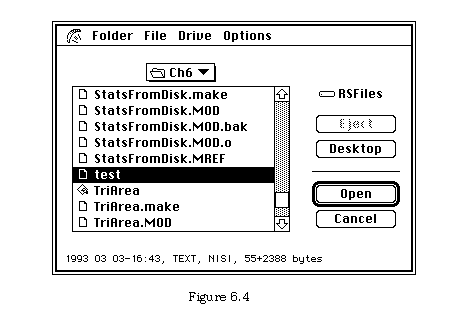 Folder File Drive Options
Ch6
StatsFromDisk.make
StatsFromDisk.MOD
StatsFromDisk.MOD.bak
StatsFromDisk.MOD.o
StatsFromDisk.MREF
test
TriArea
TriArea.make
TriArea.MOD
RSFiles
Eject
Desktop
Open
Cancel
1993 03 03-16:43, TEXT, NISI, 55+2388 bytes
Figure 6.4